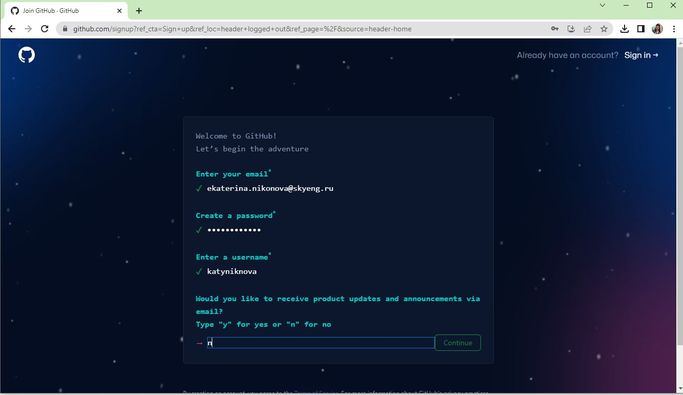 Join GitHub · GitHub
github.com/signup?ref_cta=Sign+up&ref_loc=header+logged+out&ref_page=%2F&source=header-home
Already have an account? Sign in →
Welcome to GitHub!
Let's begin the adventure
Enter your email*
✓ ekaterina.nikonova@skyeng.ru
Create a password*
✓ ••••••••••••
Enter a username*
✓ katyniknova
Would you like to receive product updates and announcements via
email?
Type "y" for yes or "n" for no
→ n
Continue